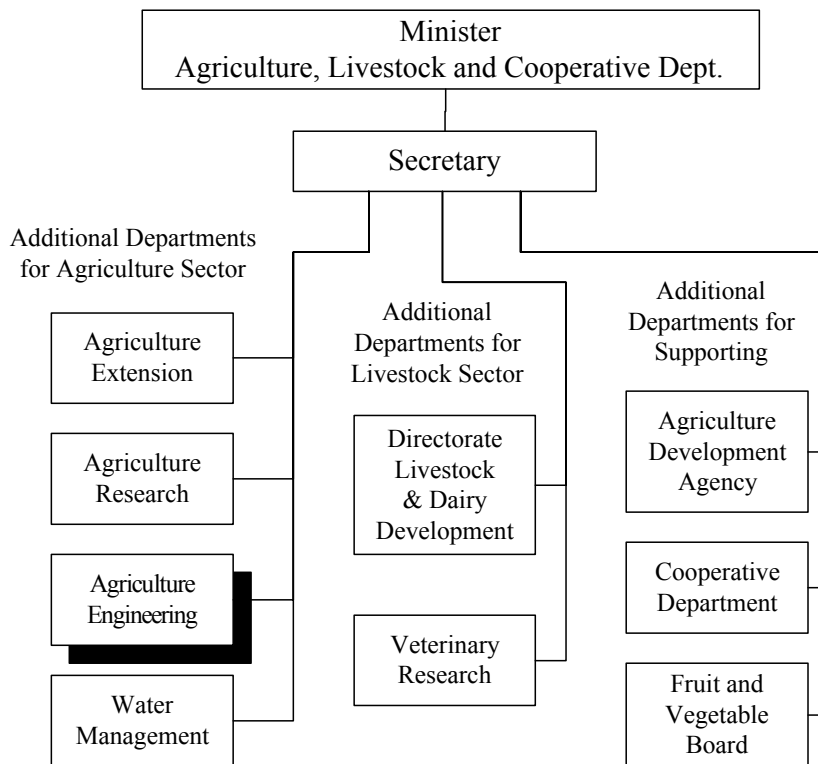 Minister
Agriculture, Livestock and Cooperative Dept.
Secretary
Additional Departments
for Agriculture Sector
Agriculture
Extension
Agriculture
Research
Agriculture
Engineering
Water
Management
Additional
Departments for
Livestock Sector
Directorate
Livestock
& Dairy
Development
Veterinary
Research
Additional
Departments for
Supporting
Agriculture
Development
Agency
Cooperative
Department
Fruit and
Vegetable
Board